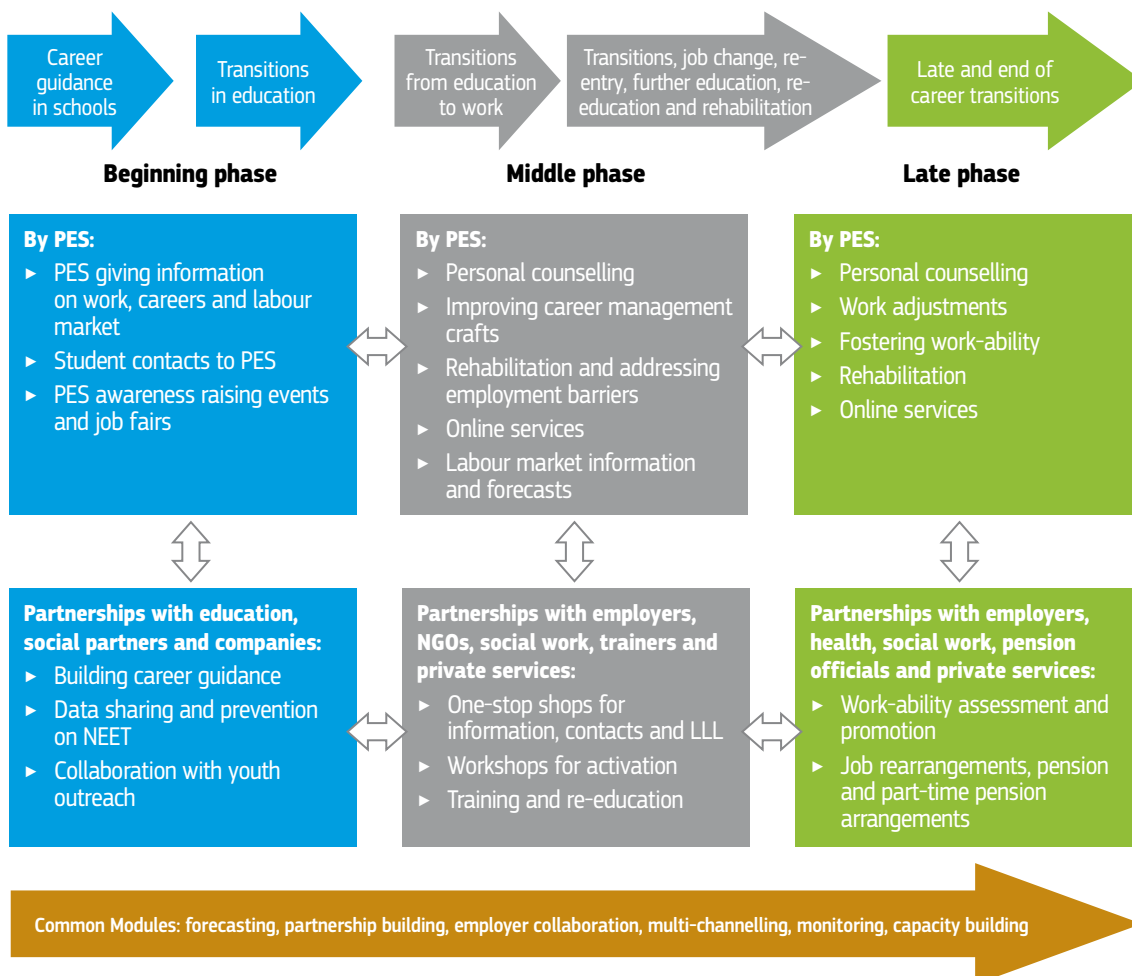 Career
guidance
in schools
Transitions
in education
Transitions
from education
to work
Transitions, job change, re-
entry, further education, re-
education and rehabilitation
Late and end of
career transitions
Beginning phase
Middle phase
Late phase
By PES:
► PES giving information
on work, careers and labour
market
► Student contacts to PES
► PES awareness raising events
and job fairs
By PES:
► Personal counselling
► Improving career management
crafts
► Rehabilitation and addressing
employment barriers
► Online services
► Labour market information
and forecasts
By PES:
► Personal counselling
► Work adjustments
► Fostering work-ability
► Rehabilitation
► Online services
Partnerships with education,
social partners and companies:
► Building career guidance
► Data sharing and prevention
on NEET
► Collaboration with youth
outreach
Partnerships with employers,
NGOs, social work, trainers and
private services:
► One-stop shops for
information, contacts and LLL
► Workshops for activation
► Training and re-education
Partnerships with employers,
health, social work, pension
officials and private services:
► Work-ability assessment and
promotion
► Job rearrangements, pension
and part-time pension
arrangements
Common Modules: forecasting, partnership building, employer collaboration, multi-channelling, monitoring, capacity building